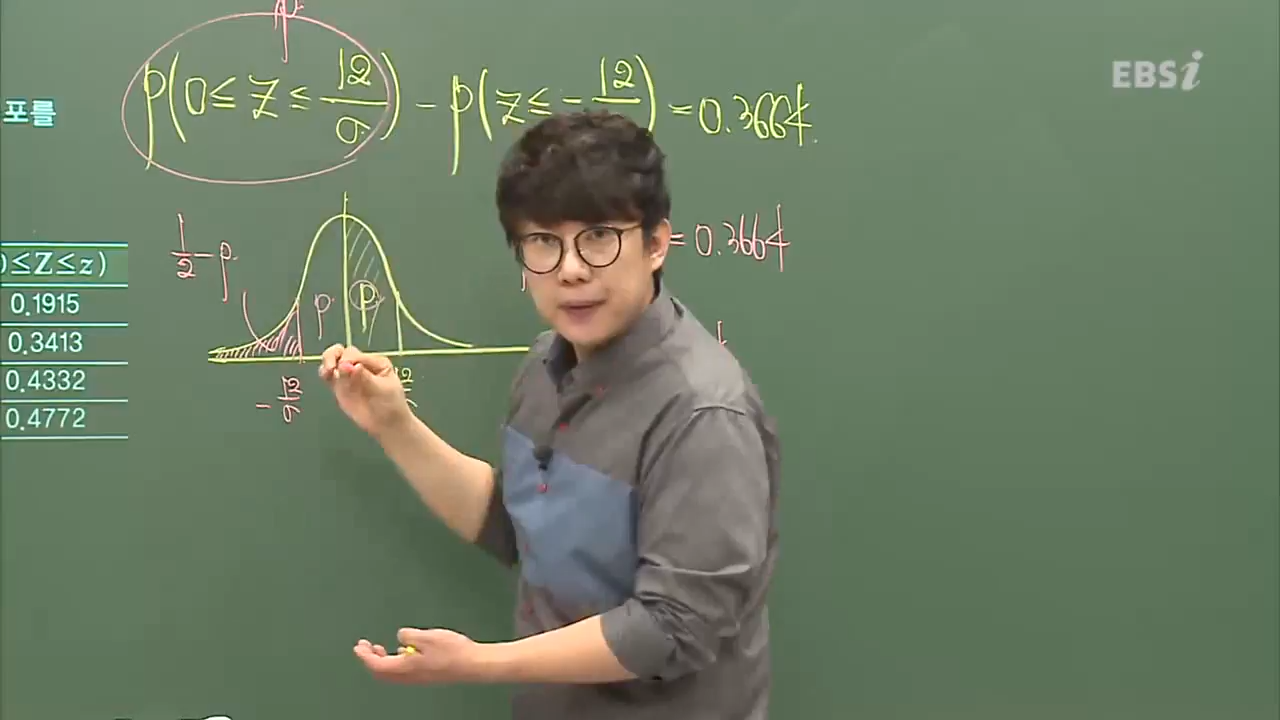 EBSi
p
P(0≤Z≤12/σ) - P(Z≤-12/) = 0.3664.
포를
1/2-p
= 0.3664
)≤Z≤z)
0.1915
0.3413
0.4332
0.4772
p
p
-12/σ